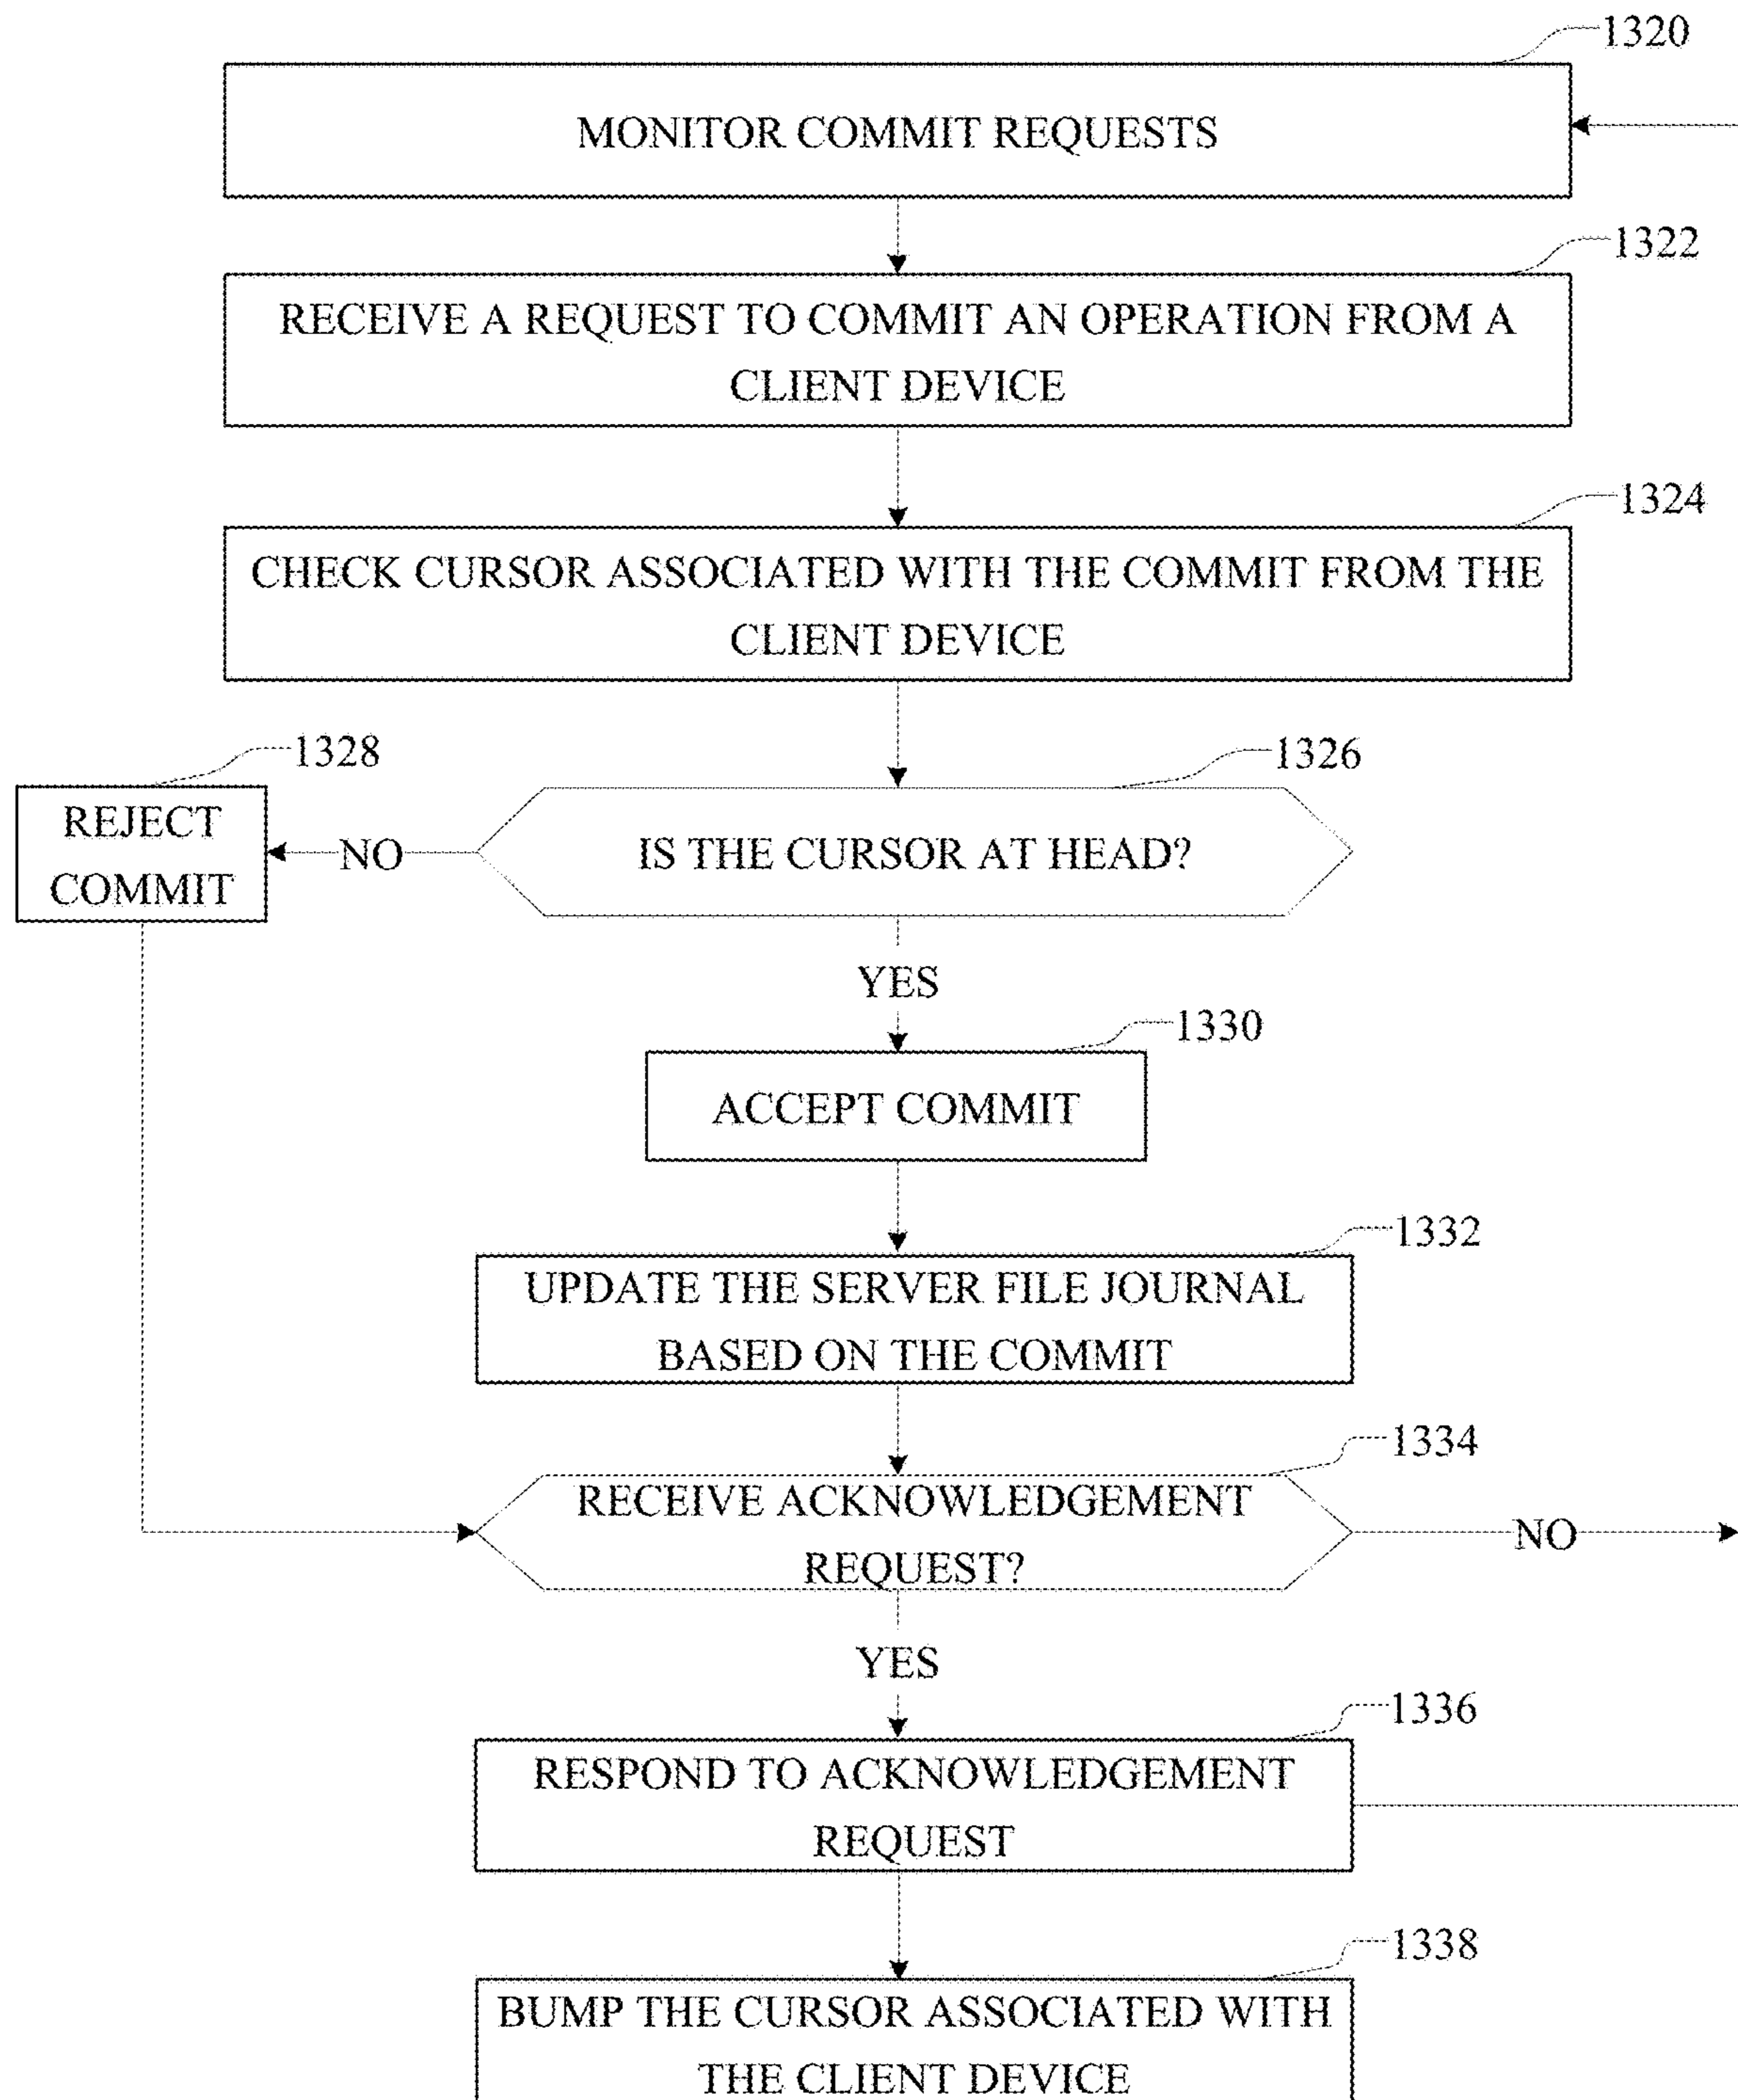 1320
MONITOR COMMIT REQUESTS
1322
RECEIVE A REQUEST TO COMMIT AN OPERATION FROM A
CLIENT DEVICE
1324
CHECK CURSOR ASSOCIATED WITH THE COMMIT FROM THE
CLIENT DEVICE
1328
1326
REJECT
COMMIT
NO
IS THE CURSOR AT HEAD?
YES
1330
ACCEPT COMMIT
1332
UPDATE THE SERVER FILE JOURNAL
BASED ON THE COMMIT
1334
RECEIVE ACKNOWLEDGEMENT
REQUEST?
NO
YES
1336
RESPOND TO ACKNOWLEDGEMENT
REQUEST
1338
BUMP THE CURSOR ASSOCIATED WITH
THE CLIENT DEVICE